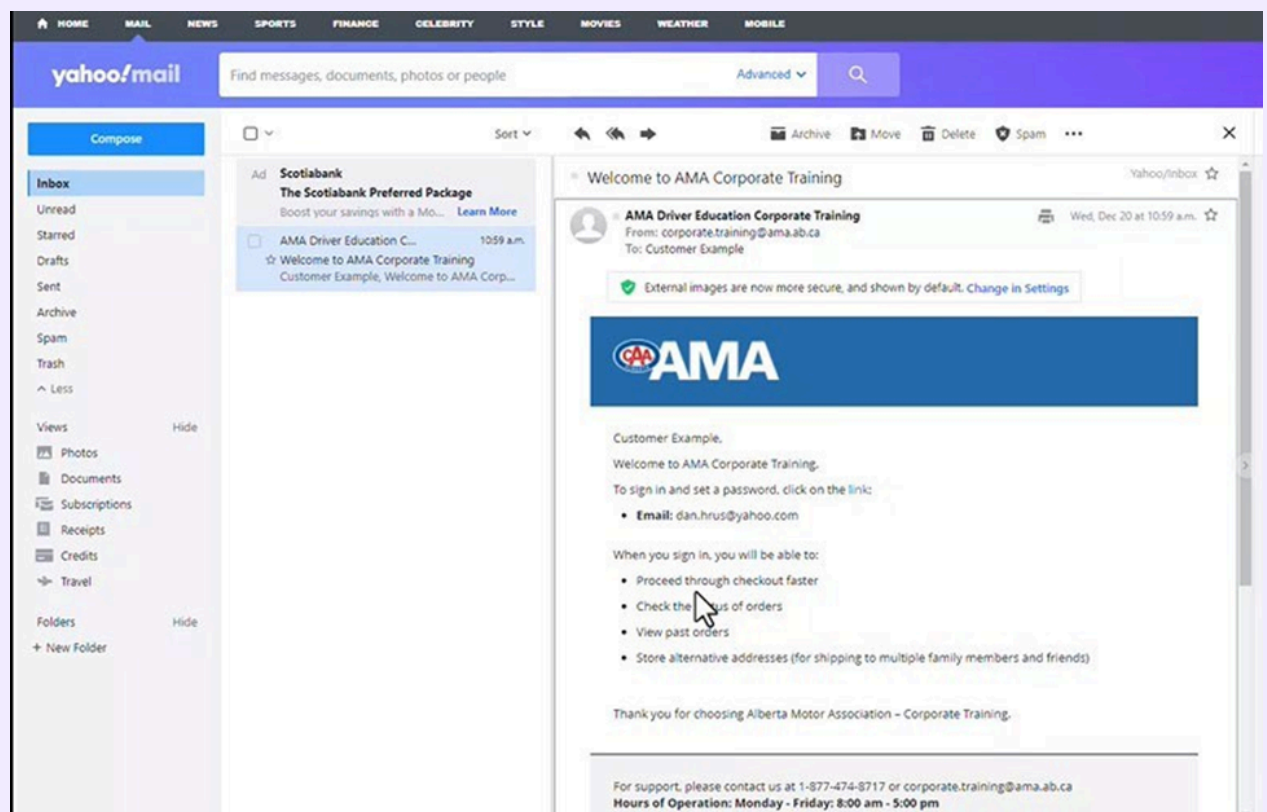 HOME MAIL NEWS SPORTS FINANCE CELEBRITY STYLE MOVIES WEATHER MOBILE
yahoo!mail
Find messages, documents, photos or people
Advanced
Compose
Sort
Archive Move Delete Spam
Inbox
Unread
Starred
Drafts
Sent
Archive
Spam
Trash
Less
Views Hide
Photos
Documents
Subscriptions
Receipts
Credits
Travel
Folders Hide
+ New Folder
Ad Scotiabank
The Scotiabank Preferred Package
Boost your savings with a Mo... Learn More
AMA Driver Education C... 10:59 a.m.
Welcome to AMA Corporate Training
Customer Example, Welcome to AMA Corp...
Welcome to AMA Corporate Training Yahoo/Inbox
AMA Driver Education Corporate Training Wed, Dec 20 at 10:59 a.m.
From: corporate.training@ama.ab.ca
To: Customer Example
External images are now more secure, and shown by default. Change in Settings
CAA AMA
Customer Example,
Welcome to AMA Corporate Training.
To sign in and set a password, click on the link:
• Email: dan.hrus@yahoo.com
When you sign in, you will be able to:
• Proceed through checkout faster
• Check the of orders
• View past orders
• Store alternative addresses (for shipping to multiple family members and friends)
Thank you for choosing Alberta Motor Association – Corporate Training.
For support, please contact us at 1-877-474-8717 or corporate.training@ama.ab.ca
Hours of Operation: Monday - Friday: 8:00 am - 5:00 pm